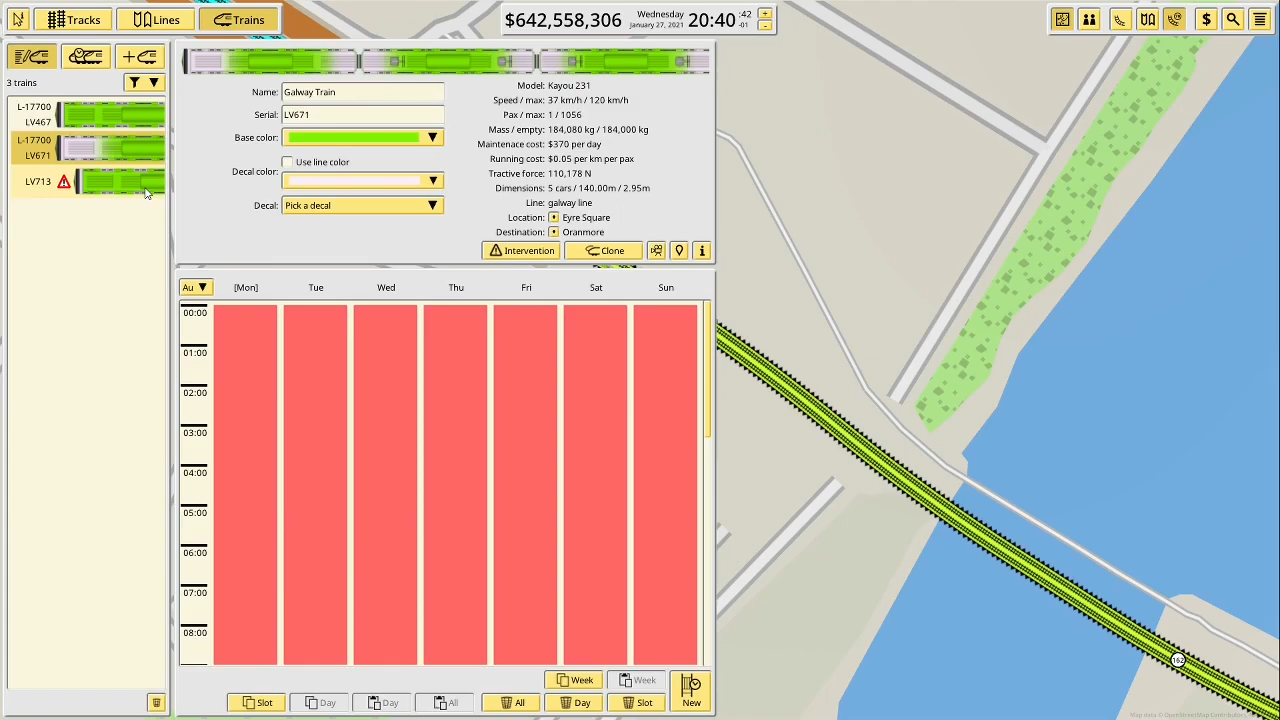 Tracks
Lines
Trains
$642,558,306
Wednesday
January 27, 2021
20:40
:42
-01
+
-
$
3 trains
L-17700
LV467
L-17700
LV671
LV713
Name:
Galway Train
Serial:
LV671
Base color:
Use line color
Decal color:
Decal:
Pick a decal
Model: Kayou 231
Speed / max: 37 km/h / 120 km/h
Pax / max: 1 / 1056
Mass / empty: 184,080 kg / 184,000 kg
Maintenace cost: $370 per day
Running cost: $0.05 per km per pax
Tractive force: 110,178 N
Dimensions: 5 cars / 140.00m / 2.95m
Line: galway line
Location: Eyre Square
Destination: Oranmore
Intervention
Clone
i
Au
[Mon]
Tue
Wed
Thu
Fri
Sat
Sun
00:00
01:00
02:00
03:00
04:00
05:00
06:00
07:00
08:00
Week
Week
Slot
Day
Day
All
All
Day
Slot
New
162
Map data © OpenStreetMap Contributors